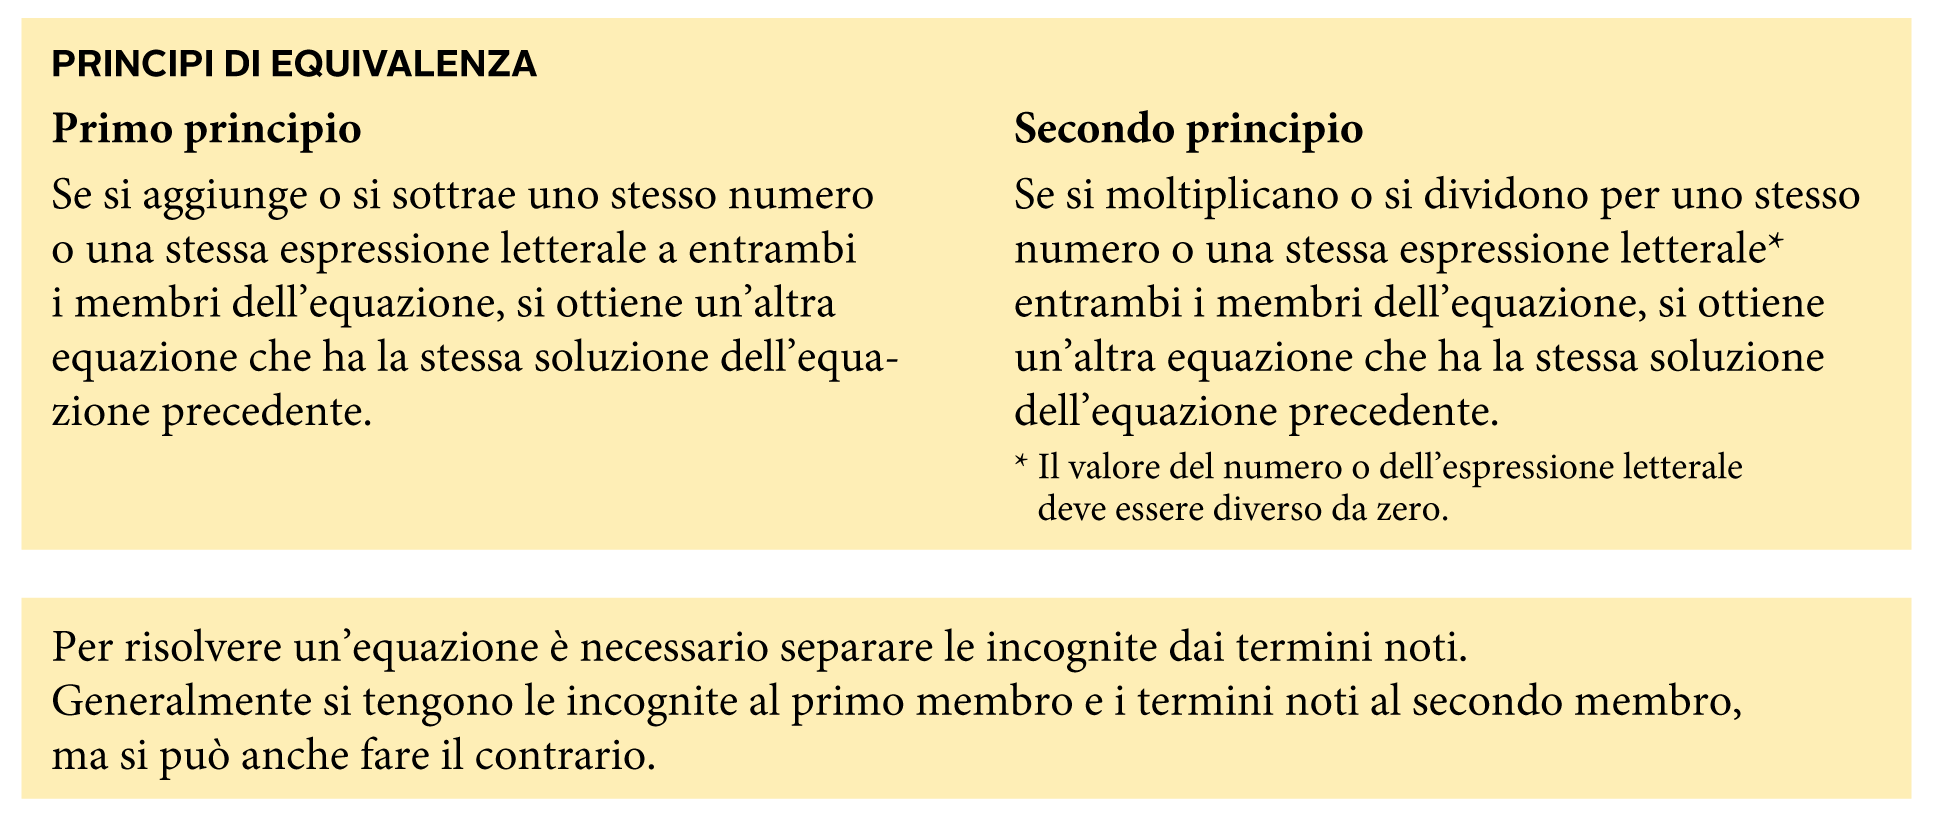 PRINCIPI DI EQUIVALENZA
Primo principio
Se si aggiunge o si sottrae uno stesso numero
o una stessa espressione letterale a entrambi
i membri dell’equazione, si ottiene un’altra
equazione che ha la stessa soluzione dell’equa-
zione precedente.
Secondo principio
Se si moltiplicano o si dividono per uno stesso
numero o una stessa espressione letterale*
entrambi i membri dell’equazione, si ottiene
un’altra equazione che ha la stessa soluzione
dell’equazione precedente.
* Il valore del numero o dell’espressione letterale
deve essere diverso da zero.
Per risolvere un’equazione è necessario separare le incognite dai termini noti.
Generalmente si tengono le incognite al primo membro e i termini noti al secondo membro,
ma si può anche fare il contrario.